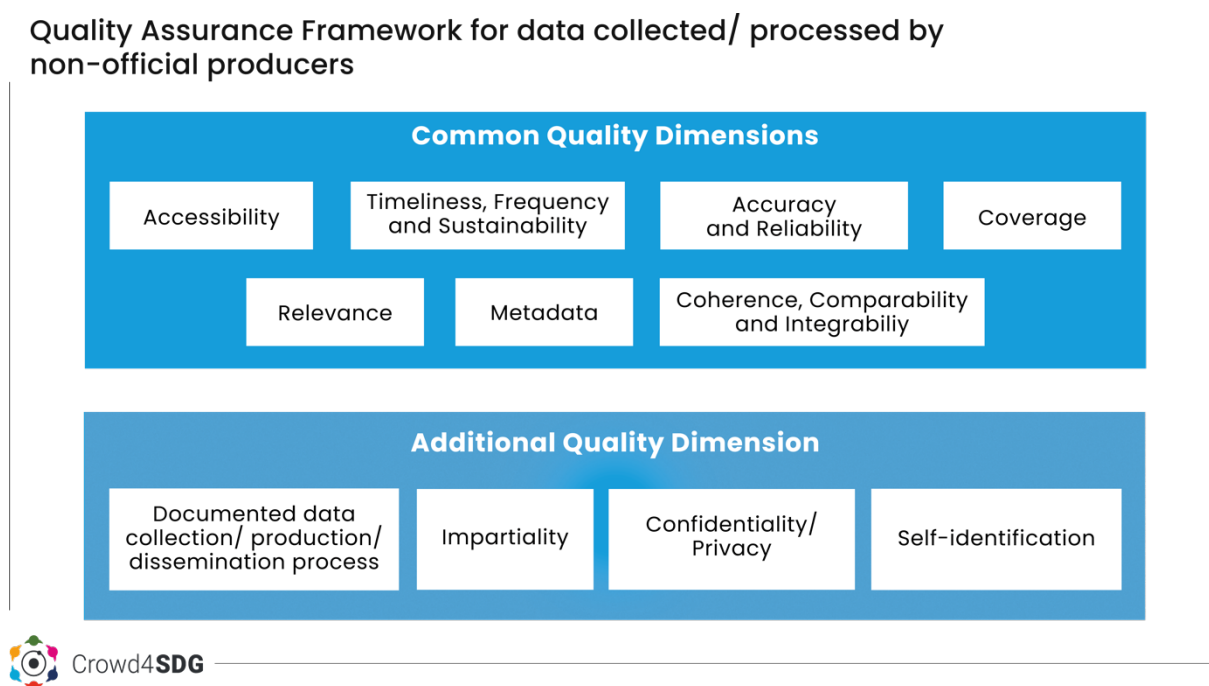 Quality Assurance Framework for data collected/ processed by
non-official producers
Common Quality Dimensions
Accessibility
Timeliness, Frequency
and Sustainability
Accuracy
and Reliability
Coverage
Relevance
Metadata
Coherence, Comparability
and Integrabiliy
Additional Quality Dimension
Documented data
collection/ production/
dissemination process
Impartiality
Confidentiality/
Privacy
Self-identification
Crowd4SDG